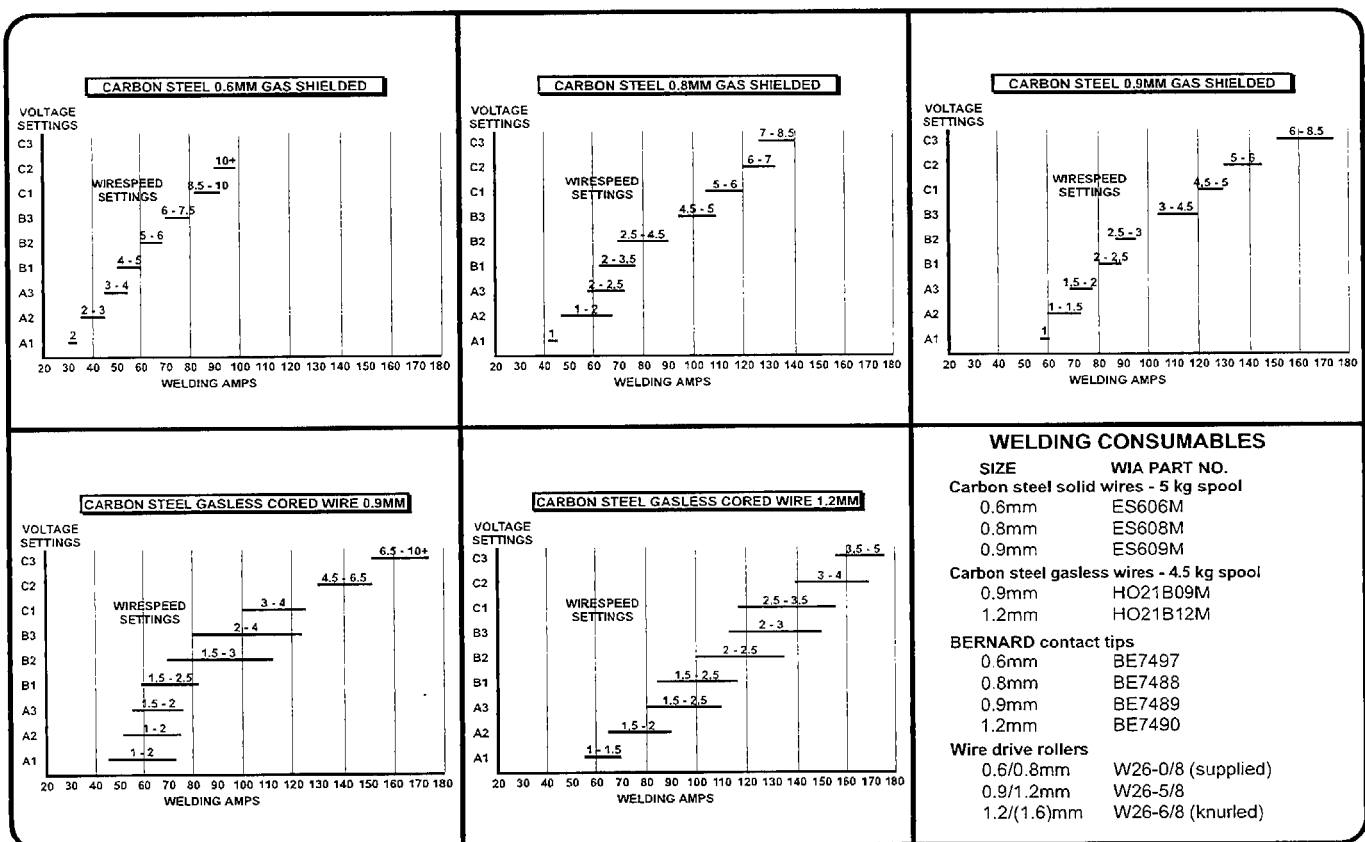 CARBON STEEL 0.6MM GAS SHIELDED
VOLTAGE
SETTINGS
C3
C2
C1
B3
B2
B1
A3
A2
A1
WIRESPEED
SETTINGS
10+
8.5 - 10
6 - 7.5
5 - 6
4 - 5
3 - 4
2 - 3
2
20 30 40 50 60 70 80 90 100 110 120 130 140 150 160 170 180
WELDING AMPS
CARBON STEEL 0.8MM GAS SHIELDED
VOLTAGE
SETTINGS
C3
C2
C1
B3
B2
B1
A3
A2
A1
WIRESPEED
SETTINGS
7 - 8.5
6 - 7
5 - 6
4.5 - 5
2.5 - 4.5
2 - 3.5
2 - 2.5
1 - 2
1
20 30 40 50 60 70 80 90 100 110 120 130 140 150 160 170 180
WELDING AMPS
CARBON STEEL 0.9MM GAS SHIELDED
VOLTAGE
SETTINGS
C3
C2
C1
B3
B2
B1
A3
A2
A1
WIRESPEED
SETTINGS
6 - 8.5
5 - 6
4.5 - 5
3 - 4.5
2.5 - 3
2 - 2.5
1.5 - 2
1 - 1.5
1
20 30 40 50 60 70 80 90 100 110 120 130 140 150 160 170 180
WELDING AMPS
CARBON STEEL GASLESS CORED WIRE 0.9MM
VOLTAGE
SETTINGS
C3
C2
C1
B3
B2
B1
A3
A2
A1
WIRESPEED
SETTINGS
6.5 - 10+
4.5 - 6.5
3 - 4
2 - 4
1.5 - 3
1.5 - 2.5
1.5 - 2
1 - 2
1 - 2
20 30 40 50 60 70 80 90 100 110 120 130 140 150 160 170 180
WELDING AMPS
CARBON STEEL GASLESS CORED WIRE 1.2MM
VOLTAGE
SETTINGS
C3
C2
C1
B3
B2
B1
A3
A2
A1
WIRESPEED
SETTINGS
3.5 - 5
3 - 4
2.5 - 3.5
2 - 3
2 - 2.5
1.5 - 2.5
1.5 - 2.5
1.5 - 2
1 - 1.5
20 30 40 50 60 70 80 90 100 110 120 130 140 150 160 170 180
WELDING AMPS
WELDING CONSUMABLES
SIZE WIA PART NO.
Carbon steel solid wires - 5 kg spool
0.6mm ES606M
0.8mm ES608M
0.9mm ES609M
Carbon steel gasless wires - 4.5 kg spool
0.9mm HO21B09M
1.2mm HO21B12M
BERNARD contact tips
0.6mm BE7497
0.8mm BE7488
0.9mm BE7489
1.2mm BE7490
Wire drive rollers
0.6/0.8mm W26-0/8 (supplied)
0.9/1.2mm W26-5/8
1.2/(1.6)mm W26-6/8 (knurled)